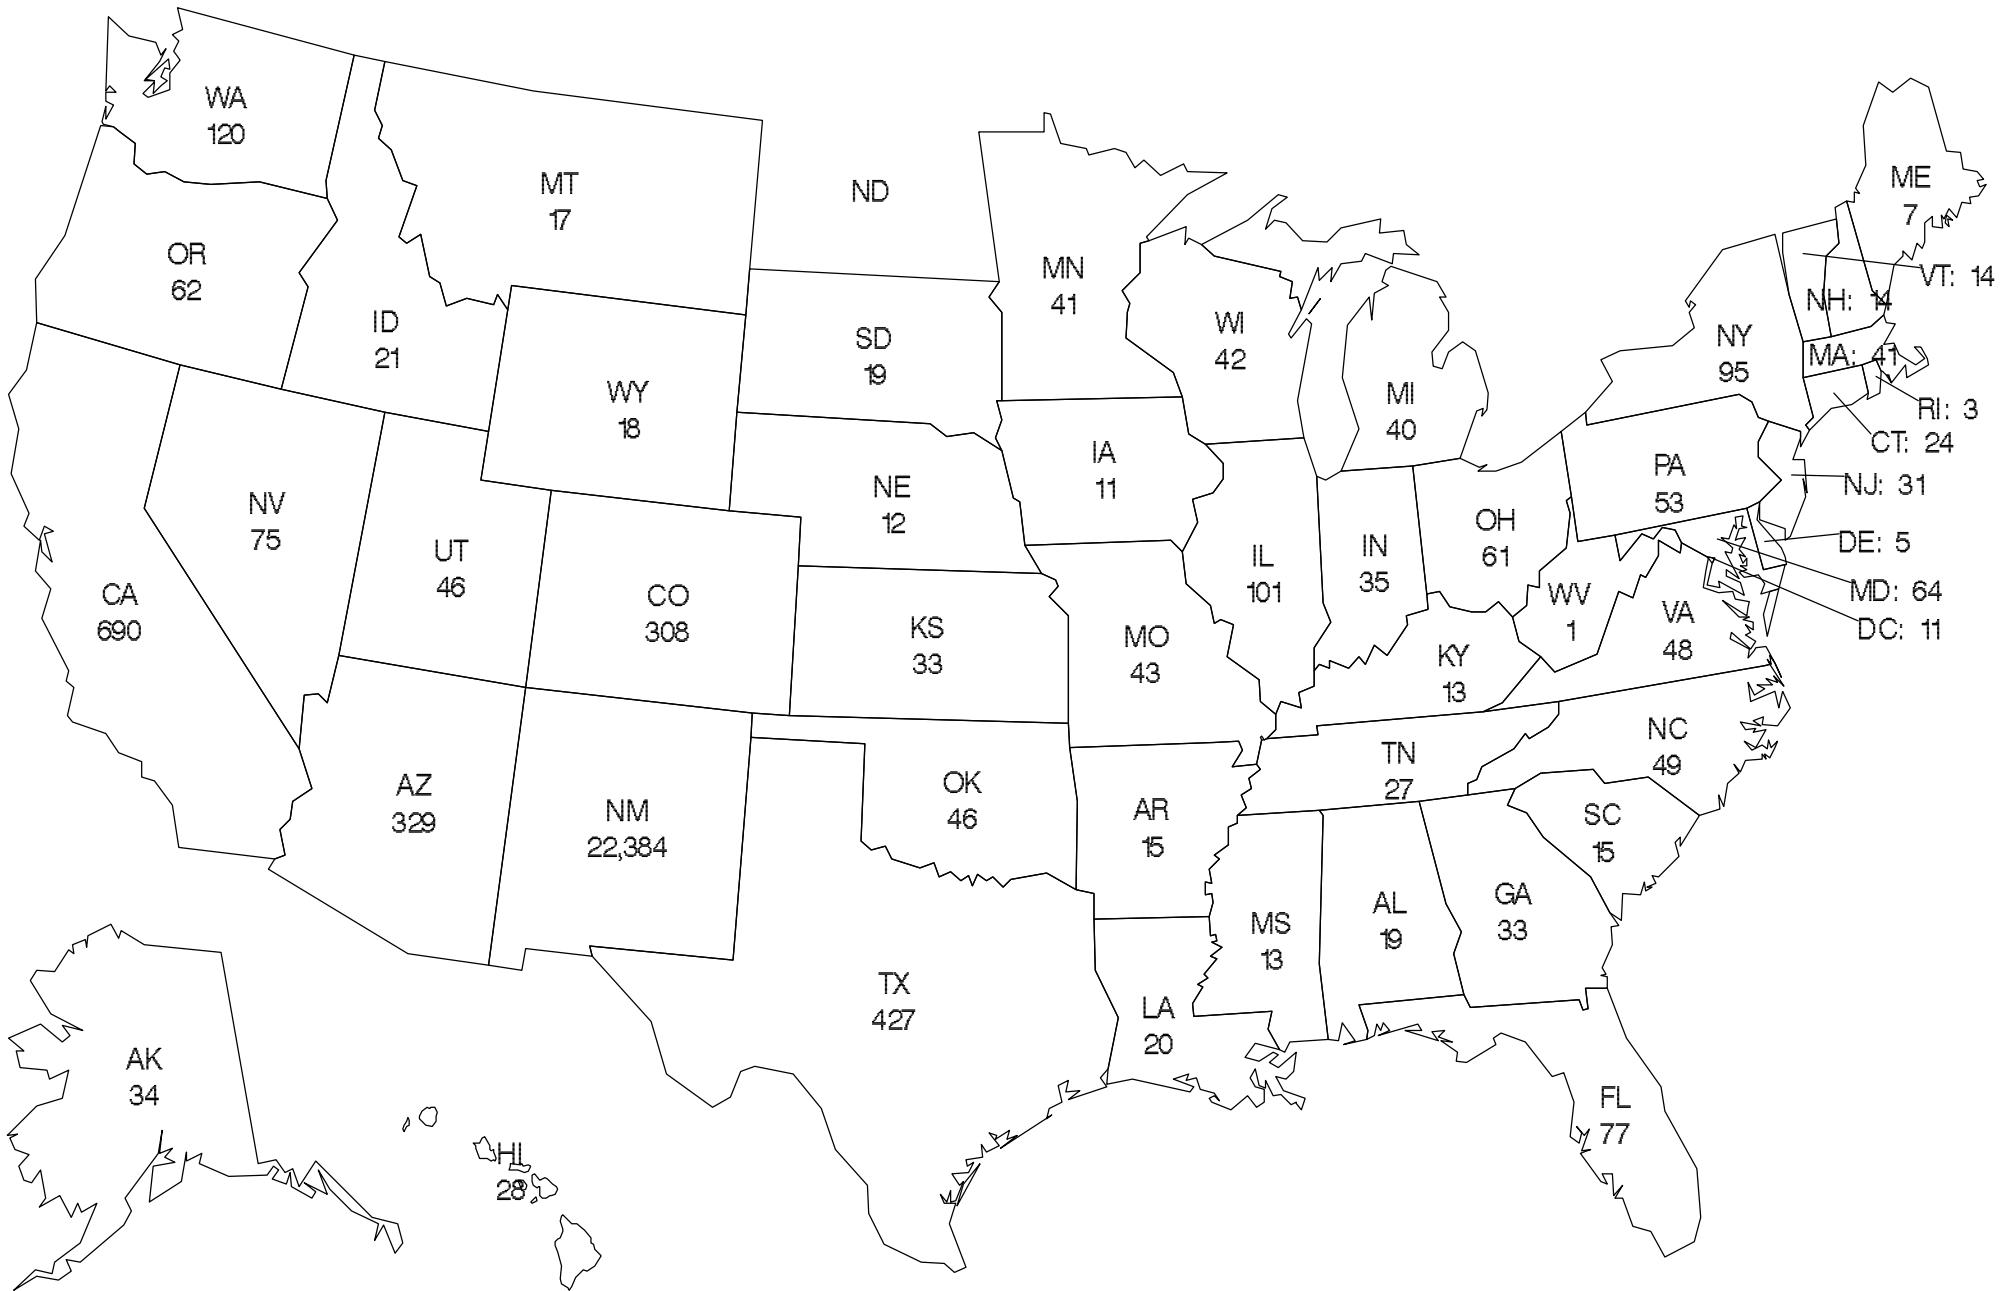 WA
120
MT
17
ND
ME
7
OR
62
MN
41
VT: 14
NH: 14
ID
21
SD
19
WI
42
NY
95
MA: 41
WY
18
MI
40
RI: 3
CT: 24
IA
11
PA
53
NV
75
NE
12
NJ: 31
OH
61
UT
46
IL
101
IN
35
DE: 5
CA
690
CO
308
WV
1
MD: 64
VA
48
DC: 11
KS
33
MO
43
KY
13
NC
49
TN
27
AZ
329
NM
22,384
OK
46
AR
15
SC
15
MS
13
AL
19
GA
33
TX
427
LA
20
AK
34
FL
77
HI
28